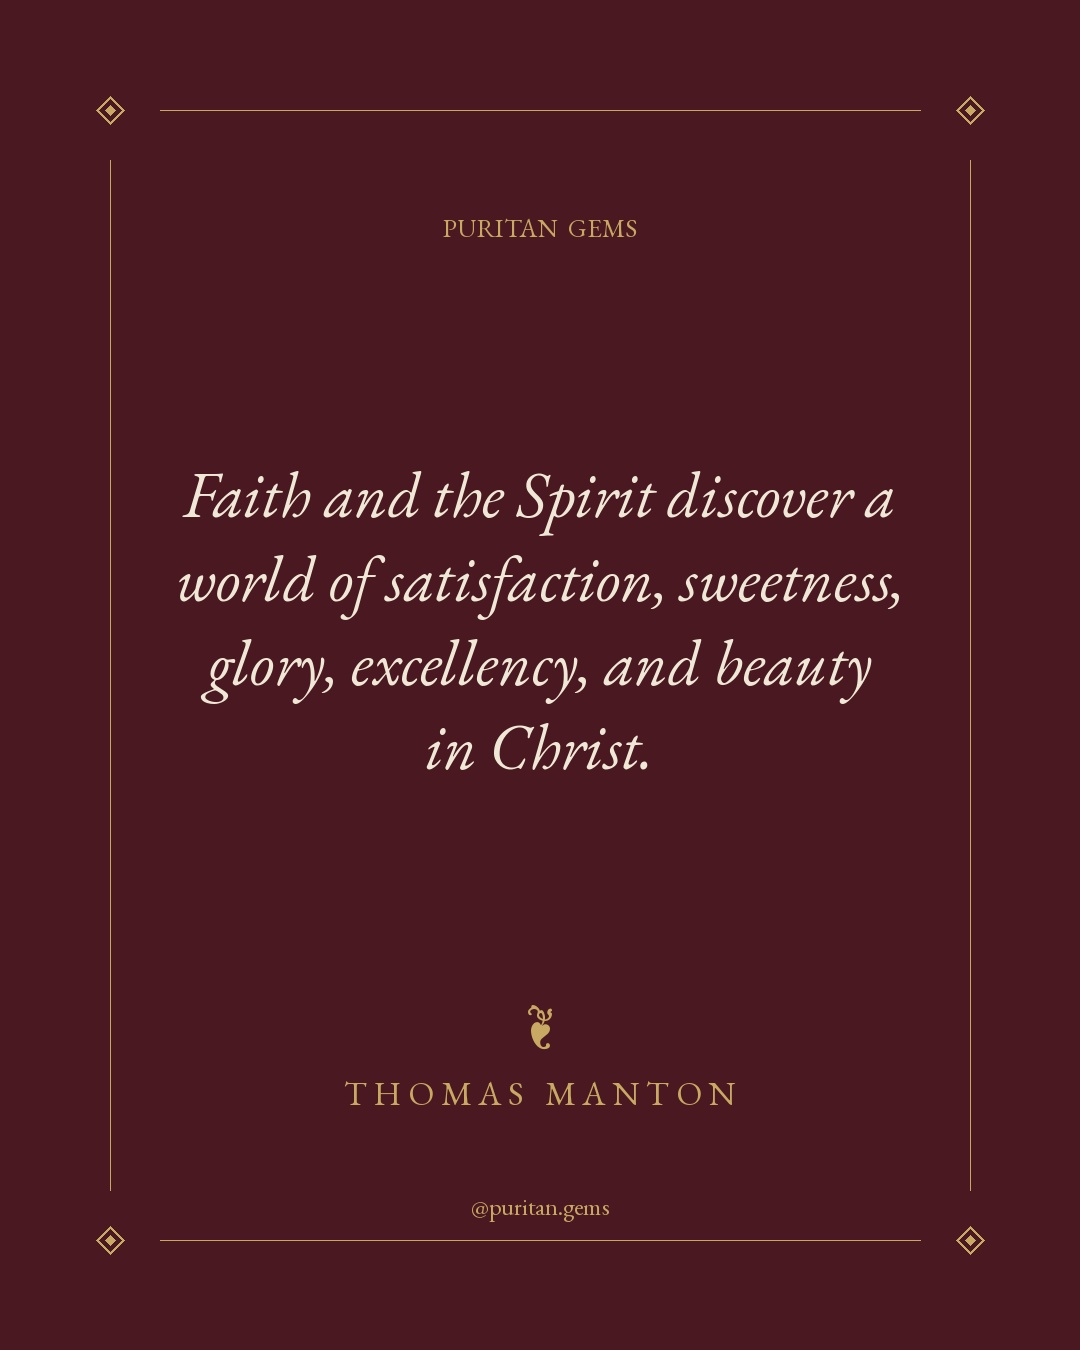 PURITAN GEMS
Faith and the Spirit discover a
world of satisfaction, sweetness,
glory, excellency, and beauty
in Christ.
THOMAS MANTON
@puritan.gems